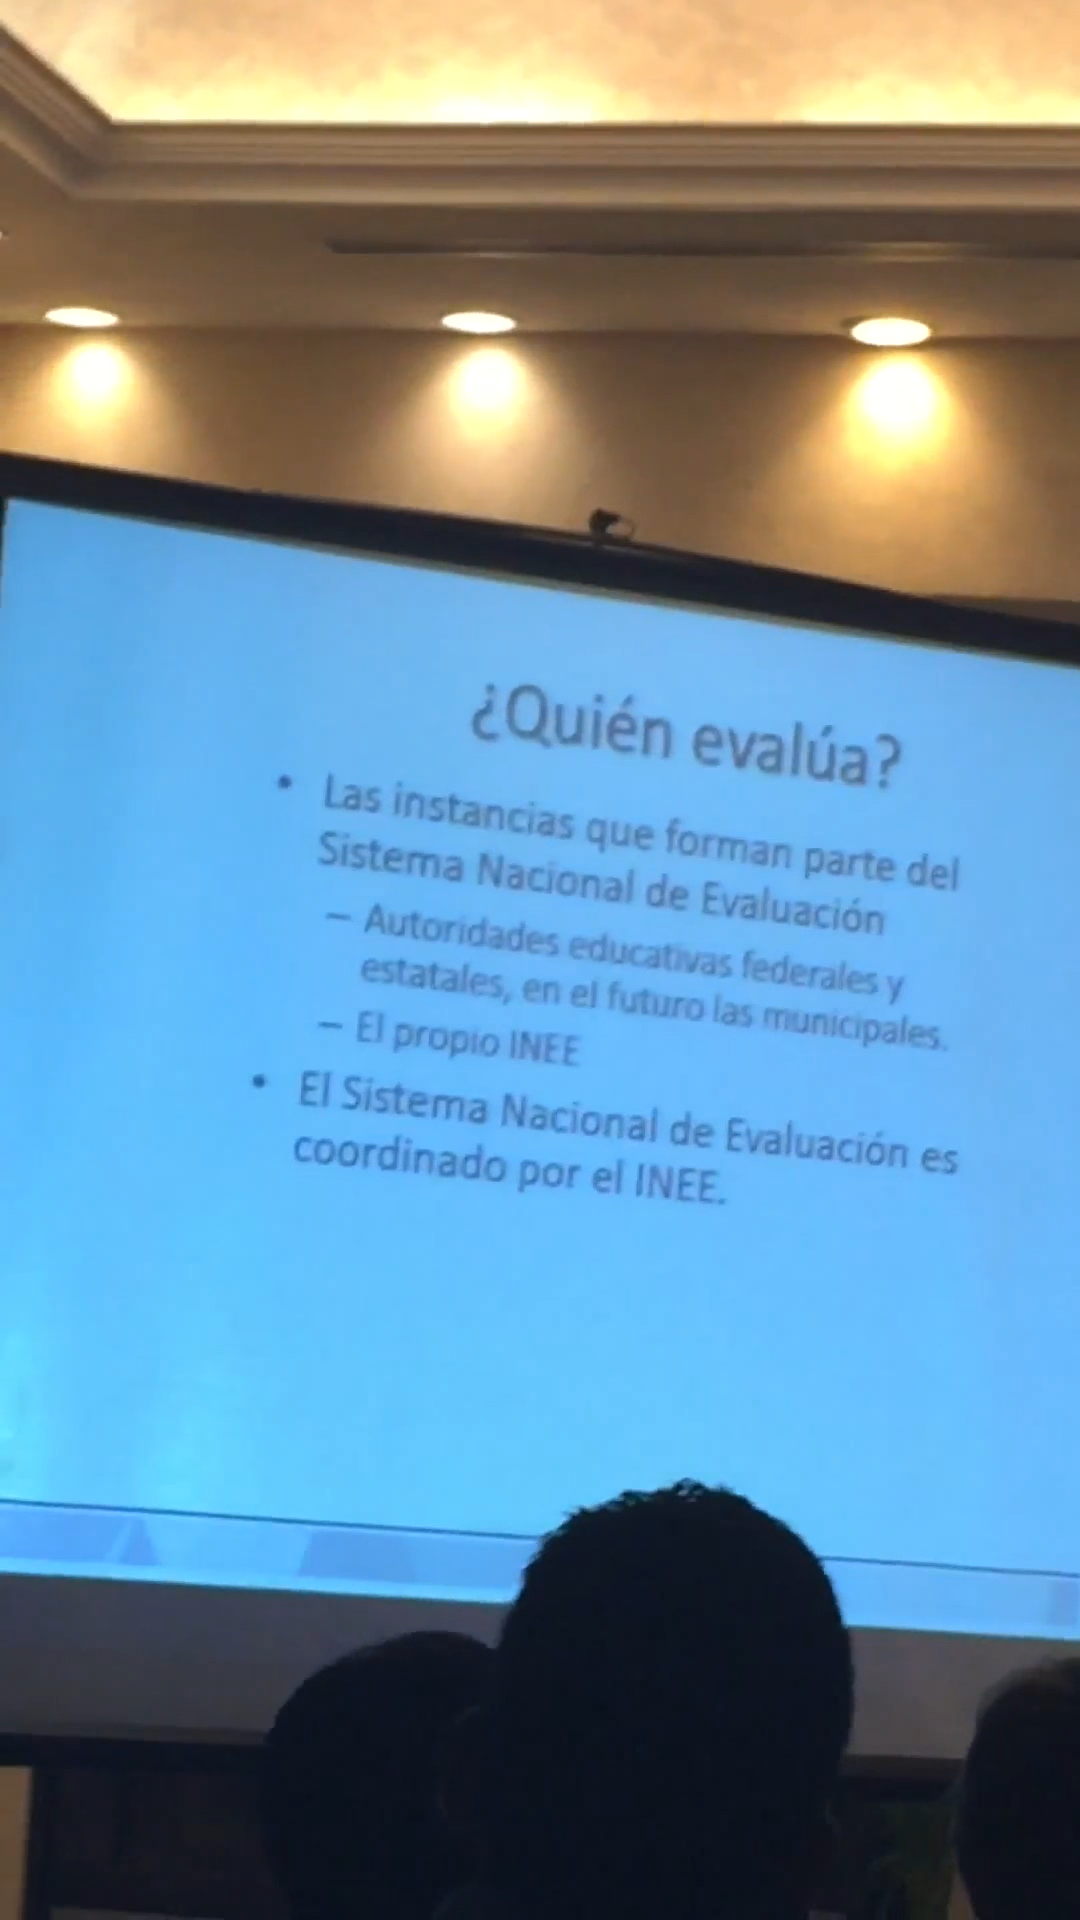 ¿Quién evalúa?
• Las instancias que forman parte del
Sistema Nacional de Evaluación
– Autoridades educativas federales y
estatales, en el futuro las municipales.
– El propio INEE
• El Sistema Nacional de Evaluación es
coordinado por el INEE.